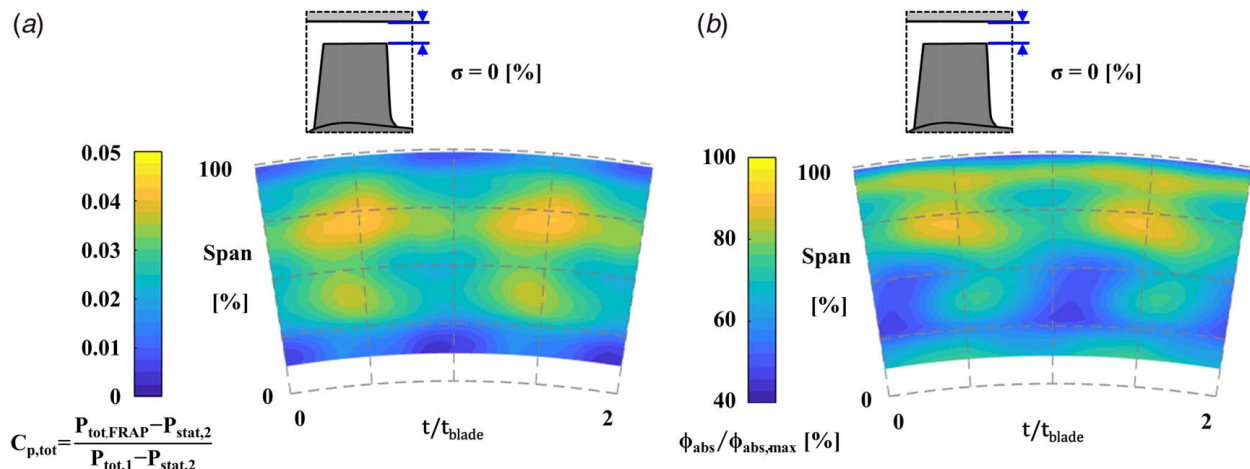 (a)
σ = 0 [%]
0.05
0.04
0.03
0.02
0.01
0
100
Span
[%]
0
0
2
t/t_blade
C_p,tot = (P_tot,FRAP − P_stat,2) / (P_tot,1 − P_stat,2)
(b)
σ = 0 [%]
100
80
60
40
100
Span
[%]
0
0
2
t/t_blade
ϕ_abs/ϕ_abs,max [%]